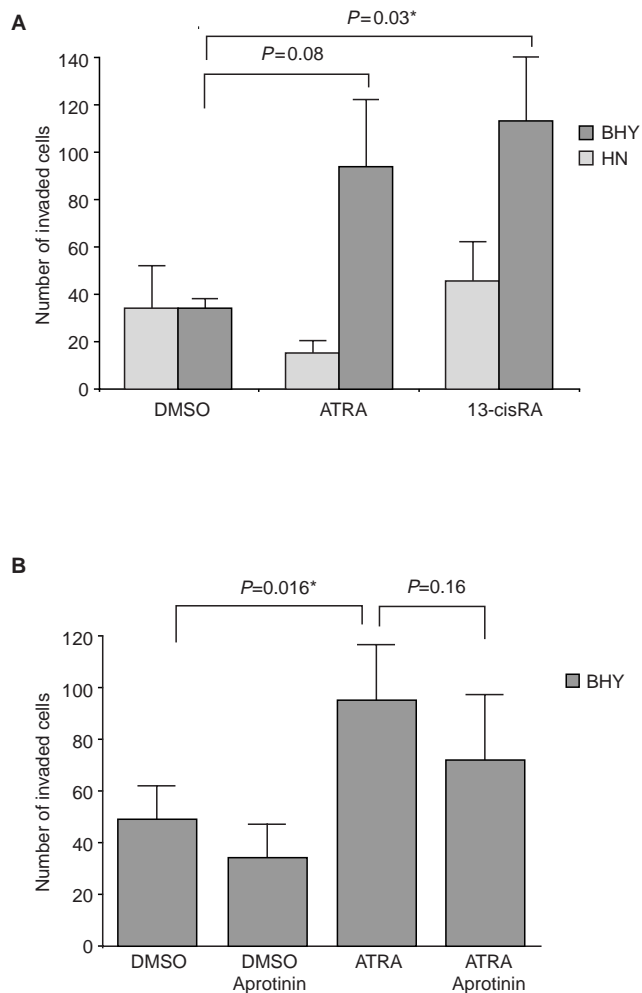 A
P=0.03*
P=0.08
140
120
100
80
60
40
20
0
Number of invaded cells
DMSO
ATRA
13-cisRA
BHY
HN
B
P=0.016*
P=0.16
120
100
80
60
40
20
0
Number of invaded cells
DMSO
DMSO
Aprotinin
ATRA
ATRA
Aprotinin
BHY